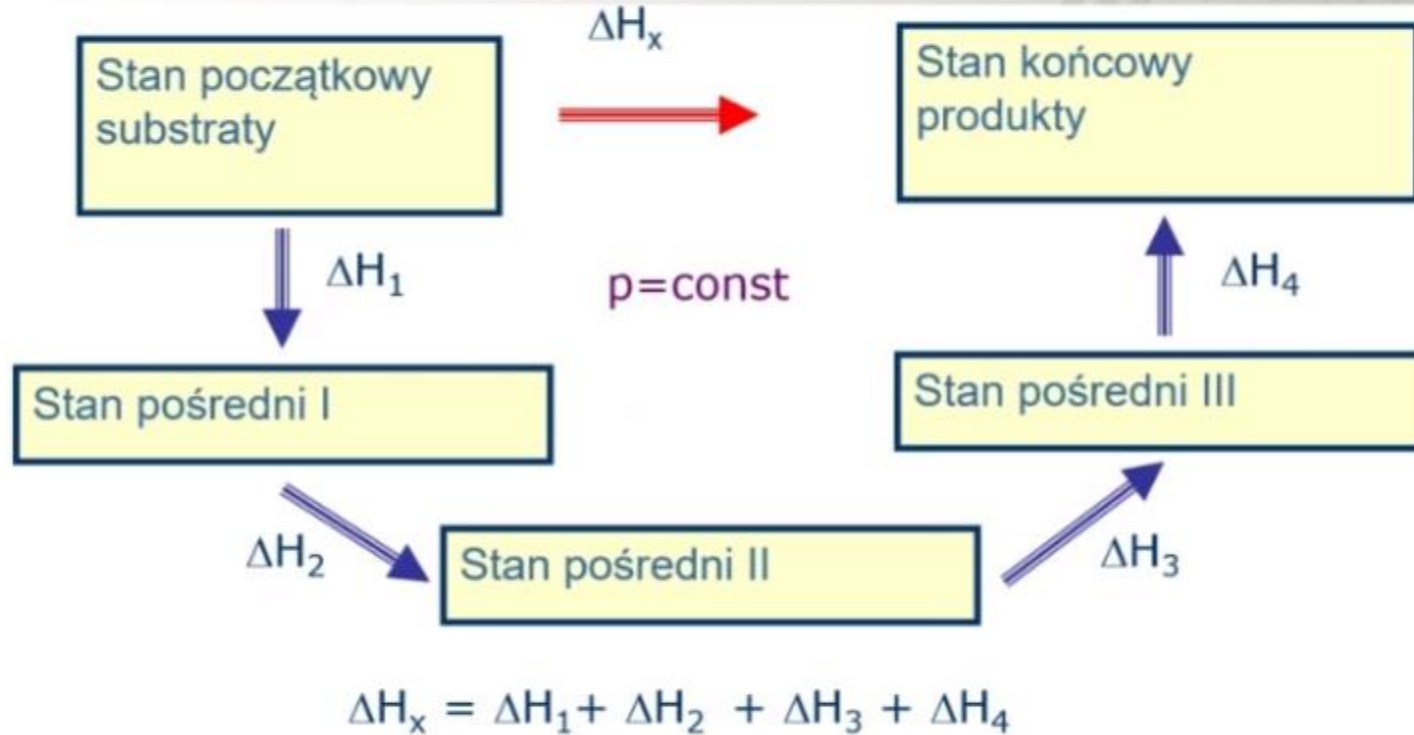 ΔHₓ
Stan początkowy
substraty
Stan końcowy
produkty
ΔH₁
p=const
ΔH₄
Stan pośredni I
Stan pośredni III
ΔH₂
Stan pośredni II
ΔH₃
ΔHₓ = ΔH₁+ ΔH₂ + ΔH₃ + ΔH₄